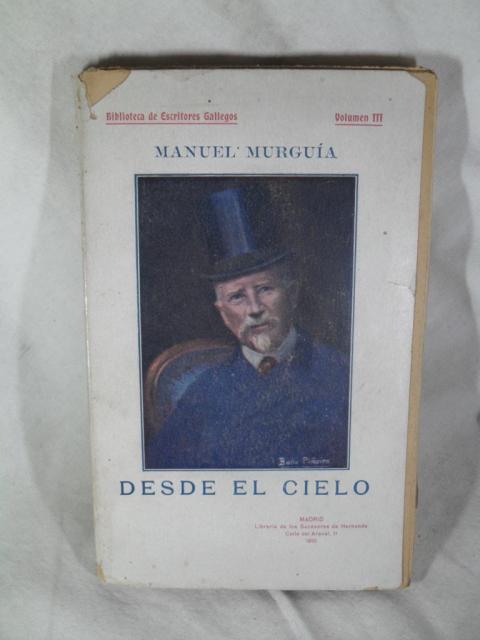 Biblioteca de Escritores Gallegos
Volumen III
MANUEL MURGUÍA
DESDE EL CIELO
MADRID
Librería de los Sucesores de Hernando
Calle del Arenal, 11